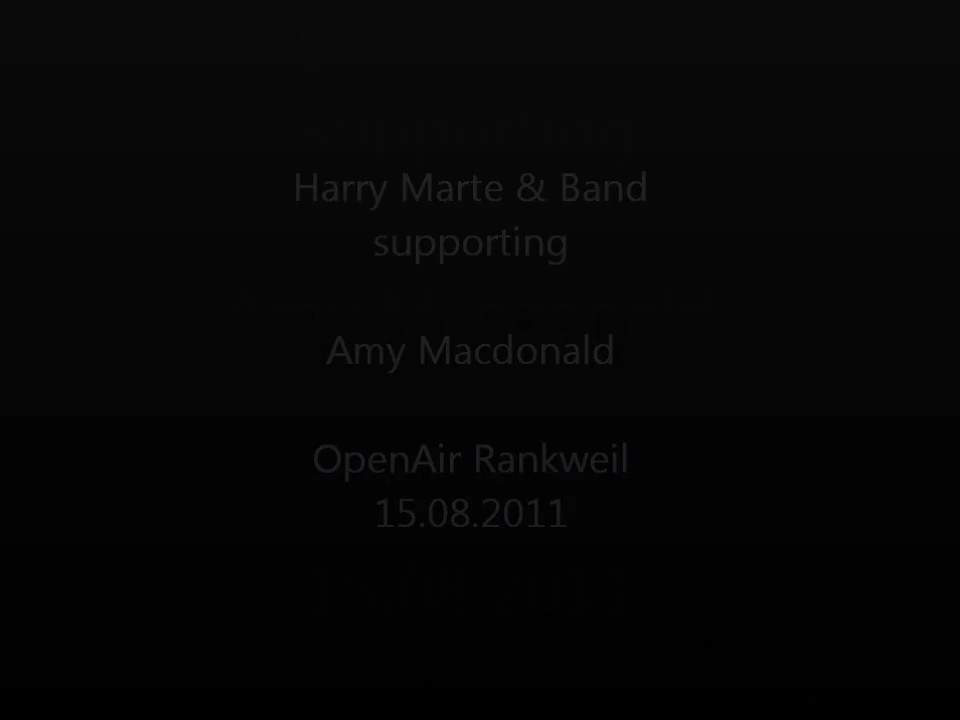 Harry Marte & Band
supporting
Amy Macdonald
OpenAir Rankweil
15.08.2011